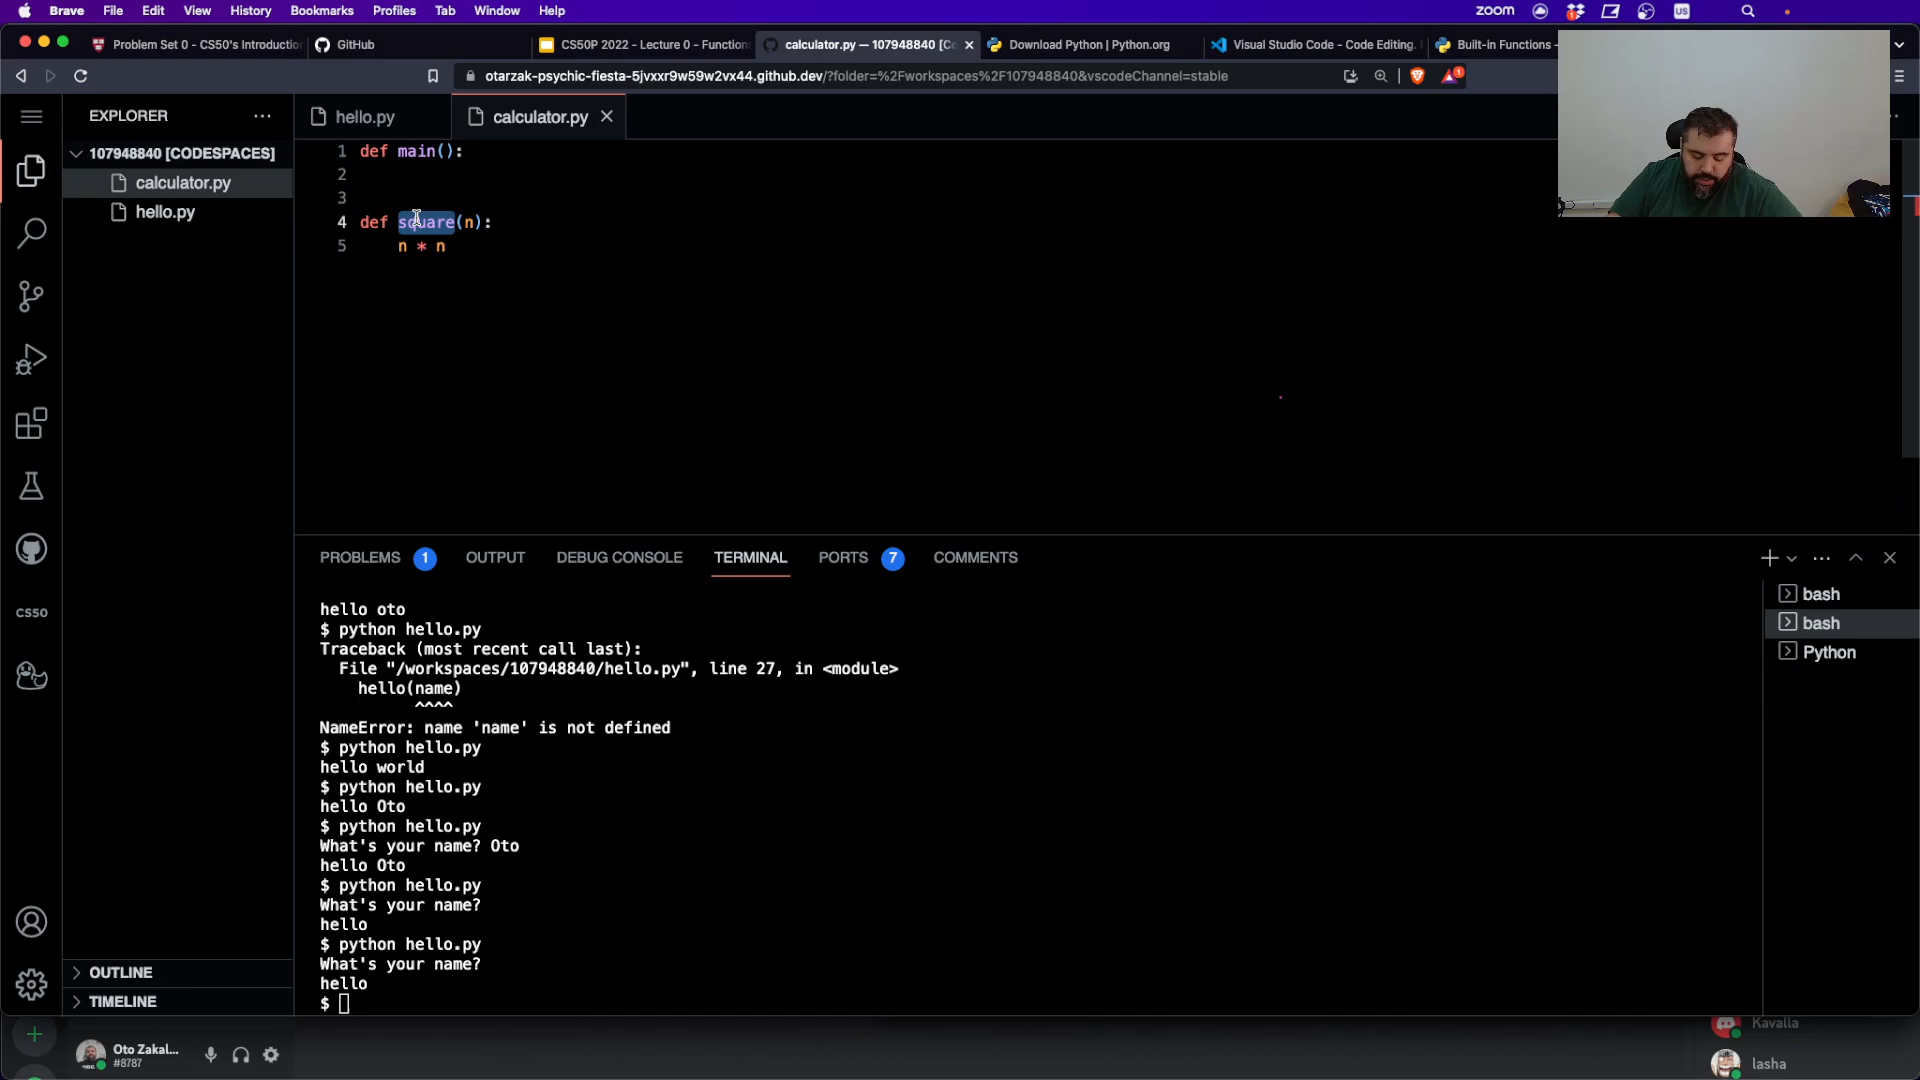 Brave File Edit View History Bookmarks Profiles Tab Window Help zoom US
Problem Set 0 - CS50's Introduction GitHub CS50P 2022 - Lecture 0 - Functions calculator.py — 107948840 [Co Download Python | Python.org Visual Studio Code - Code Editing. Built-in Functions -
otarzak-psychic-fiesta-5jvxxr9w59w2vx44.github.dev/?folder=%2Fworkspaces%2F107948840&vscodeChannel=stable 1
EXPLORER
107948840 [CODESPACES]
calculator.py
hello.py
CS50
OUTLINE
TIMELINE
hello.py calculator.py
1 def main():
2
3
4 def square(n):
5 n * n
PROBLEMS 1 OUTPUT DEBUG CONSOLE TERMINAL PORTS 7 COMMENTS
hello oto
$ python hello.py
Traceback (most recent call last):
File "/workspaces/107948840/hello.py", line 27, in <module>
hello(name)
^^^^
NameError: name 'name' is not defined
$ python hello.py
hello world
$ python hello.py
hello Oto
$ python hello.py
What's your name? Oto
hello Oto
$ python hello.py
What's your name?
hello
$ python hello.py
What's your name?
hello
$
bash
bash
Python
Oto Zakal...
#8787
Kavalla
lasha